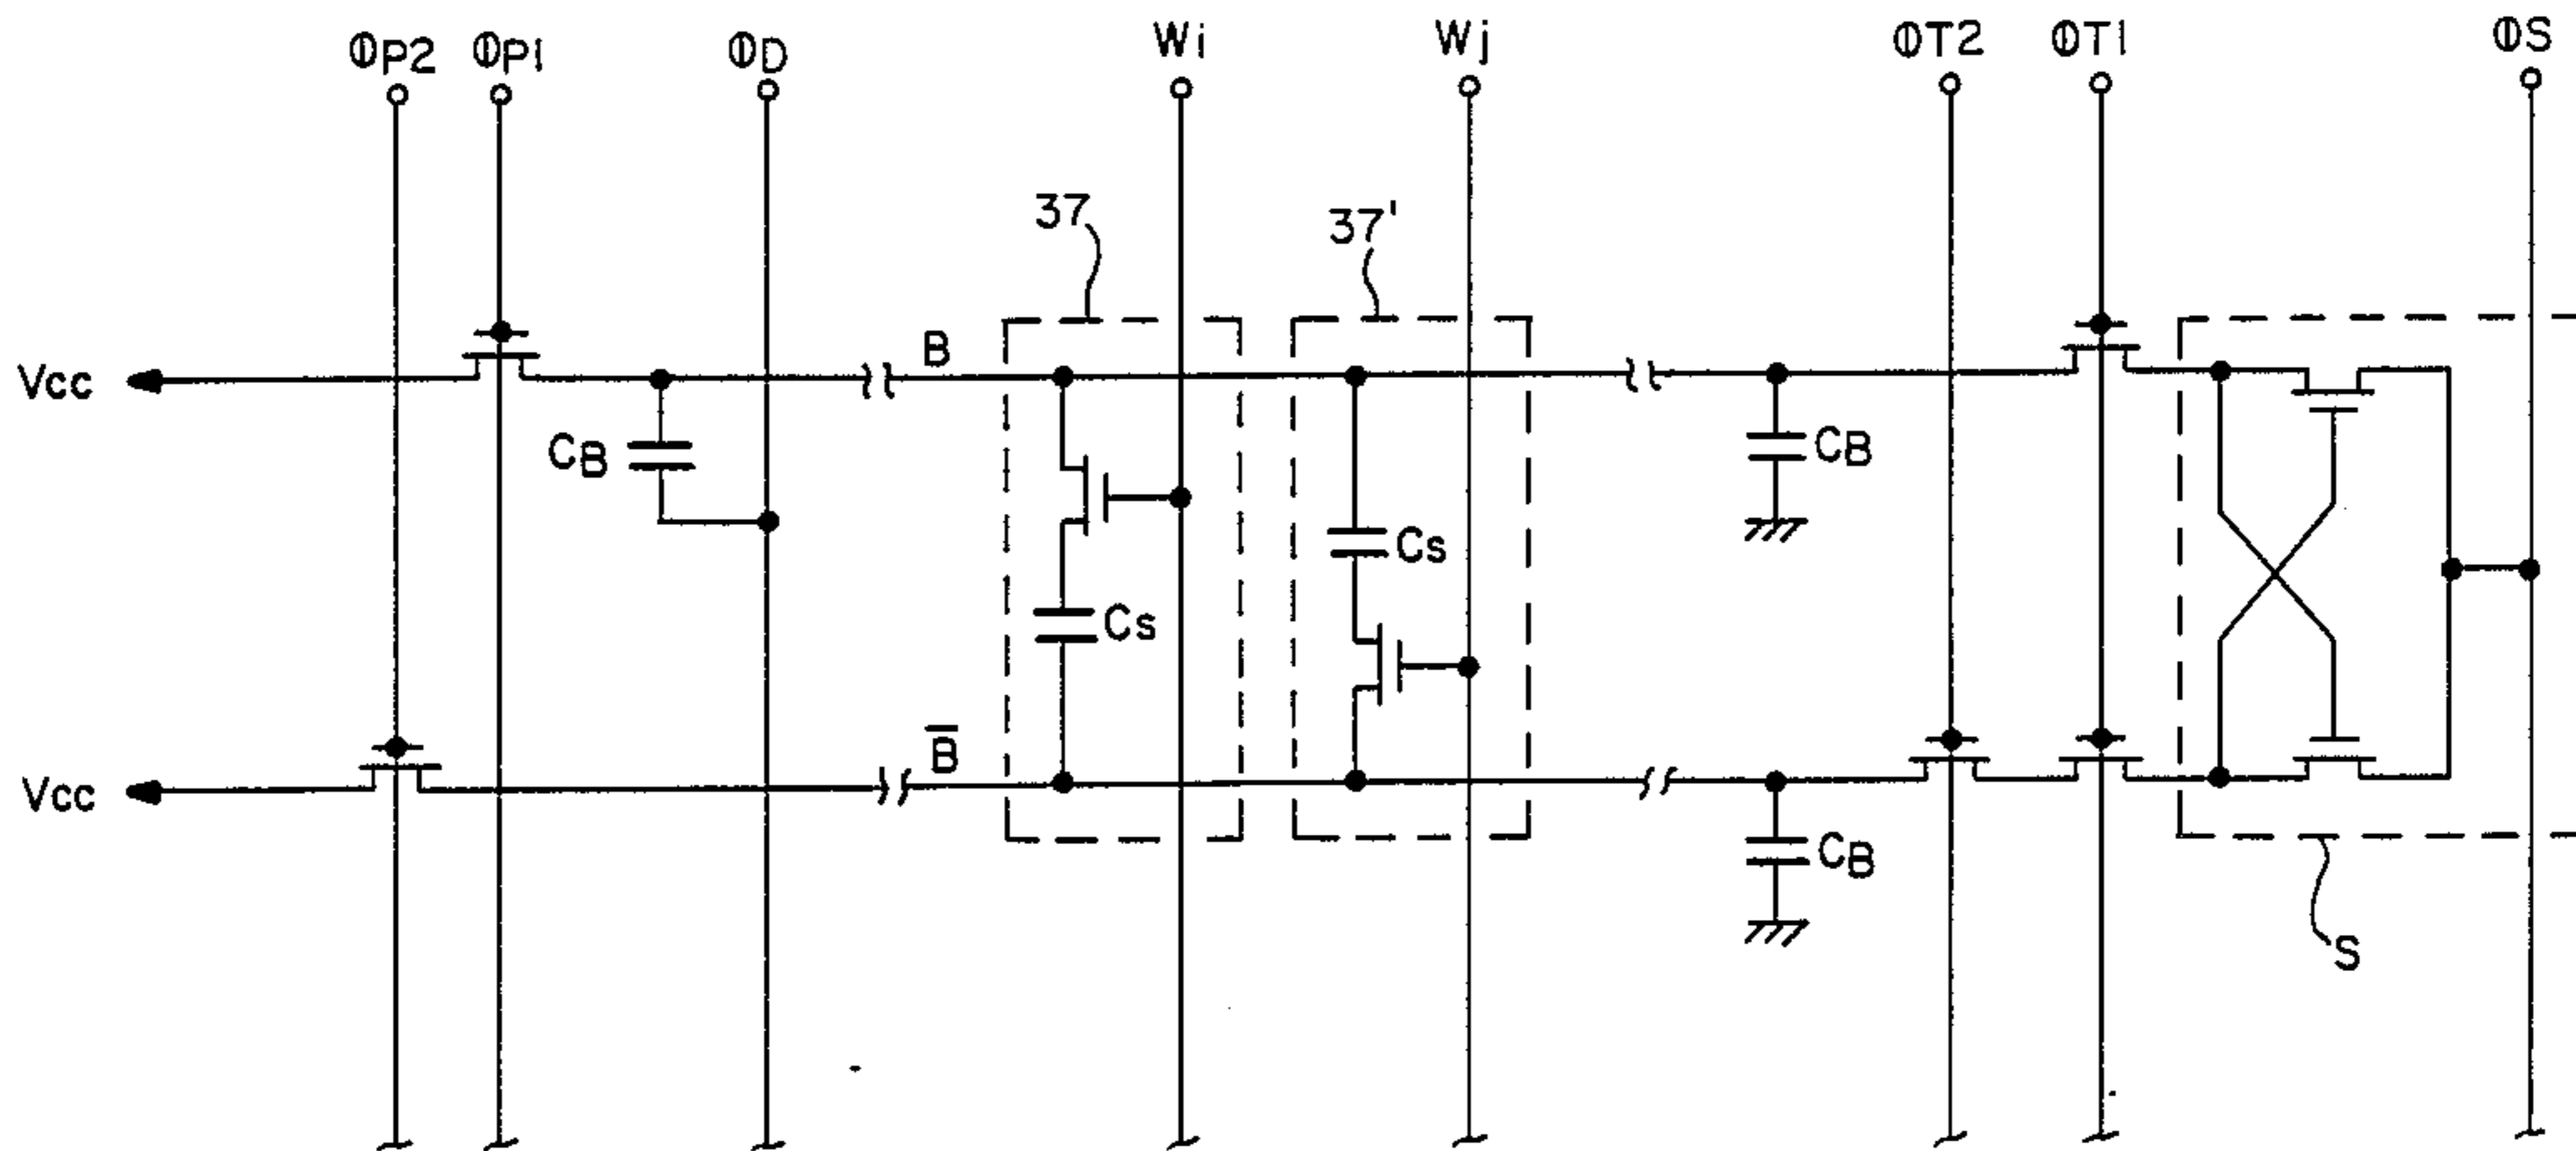 ΦP2 ΦP1 ΦD Wi Wj ΦT2 ΦT1 ΦS
37 37'
B
Vcc
CB CB
Cs
Cs
B̅
Vcc
CB
S